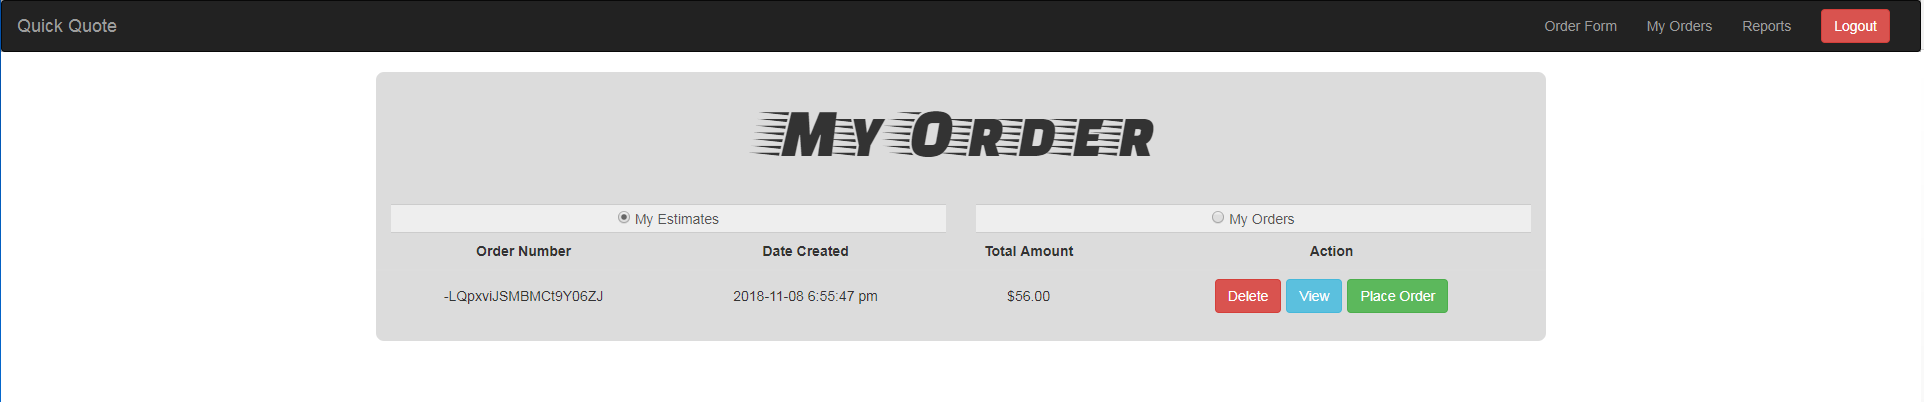 Quick Quote Order Form My Orders Reports Logout
My Order
My Estimates My Orders
Order Number Date Created Total Amount Action
-LQpxviJSMBMCt9Y06ZJ 2018-11-08 6:55:47 pm $56.00 Delete View Place Order